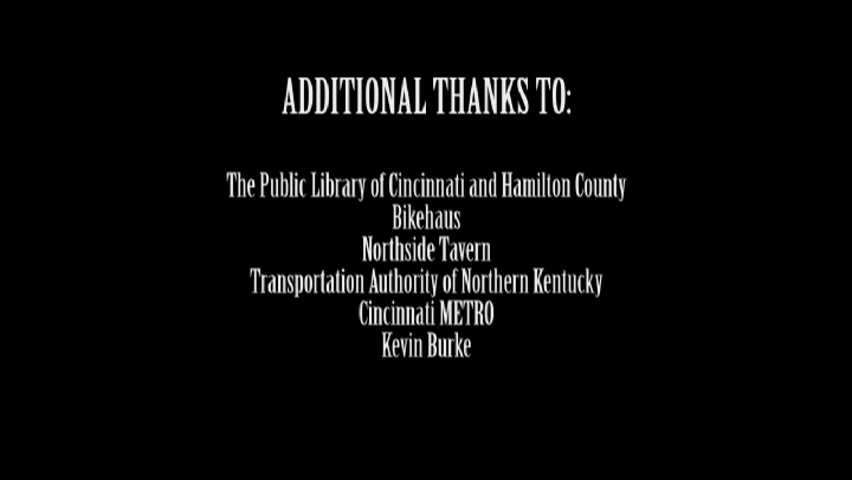 ADDITIONAL THANKS TO:
The Public Library of Cincinnati and Hamilton County
Bikehaus
Northside Tavern
Transportation Authority of Northern Kentucky
Cincinnati METRO
Kevin Burke